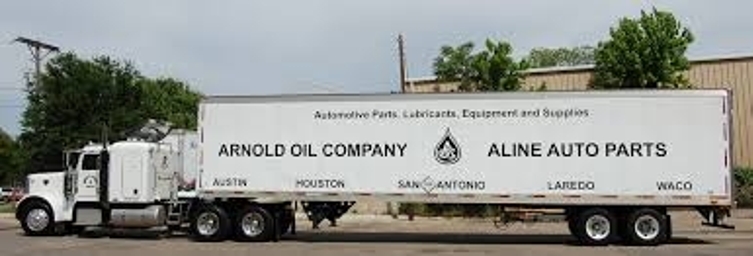 Automotive Parts, Lubricants, Equipment and Supplies
ARNOLD OIL COMPANY ALINE AUTO PARTS
AUSTIN HOUSTON SAN ANTONIO LAREDO WACO